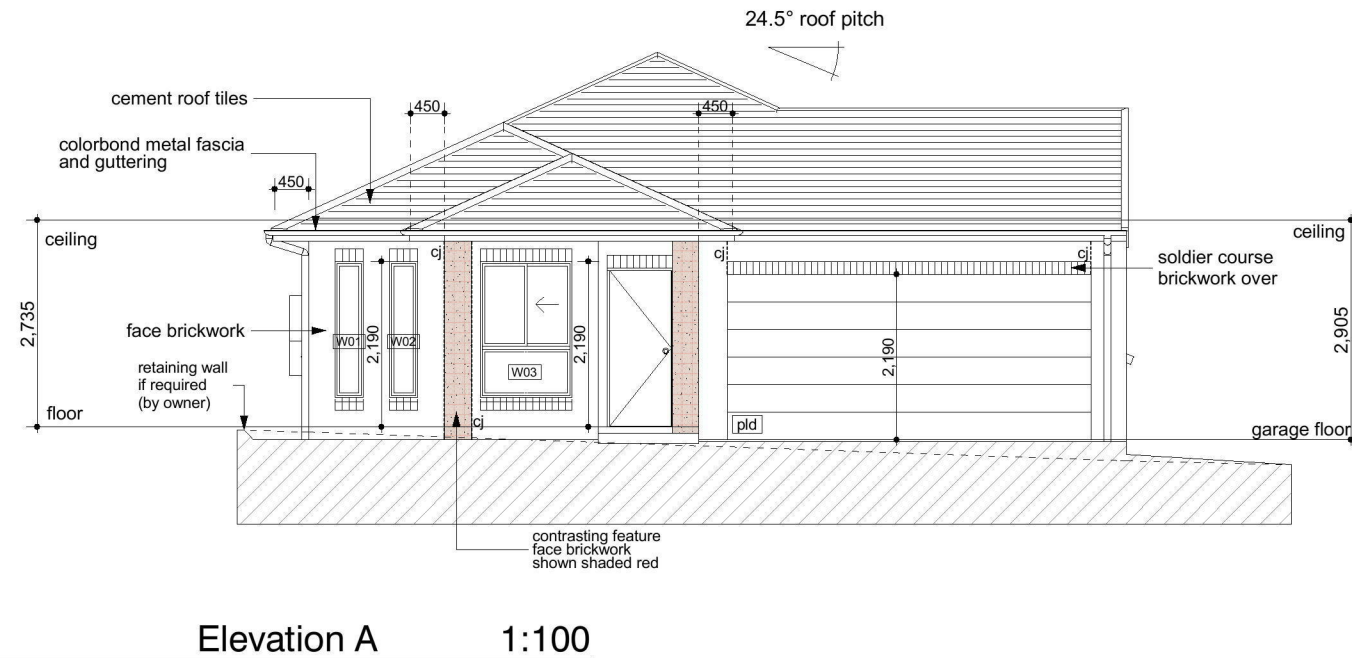 24.5° roof pitch
cement roof tiles
450
450
colorbond metal fascia
and guttering
450
ceiling
ceiling
cj
cj
cj
soldier course
brickwork over
2,735
face brickwork
W01
2,190
W02
2,190
2,190
2,905
retaining wall
if required
(by owner)
W03
floor
cj
pld
garage floor
contrasting feature
face brickwork
shown shaded red
Elevation A 1:100